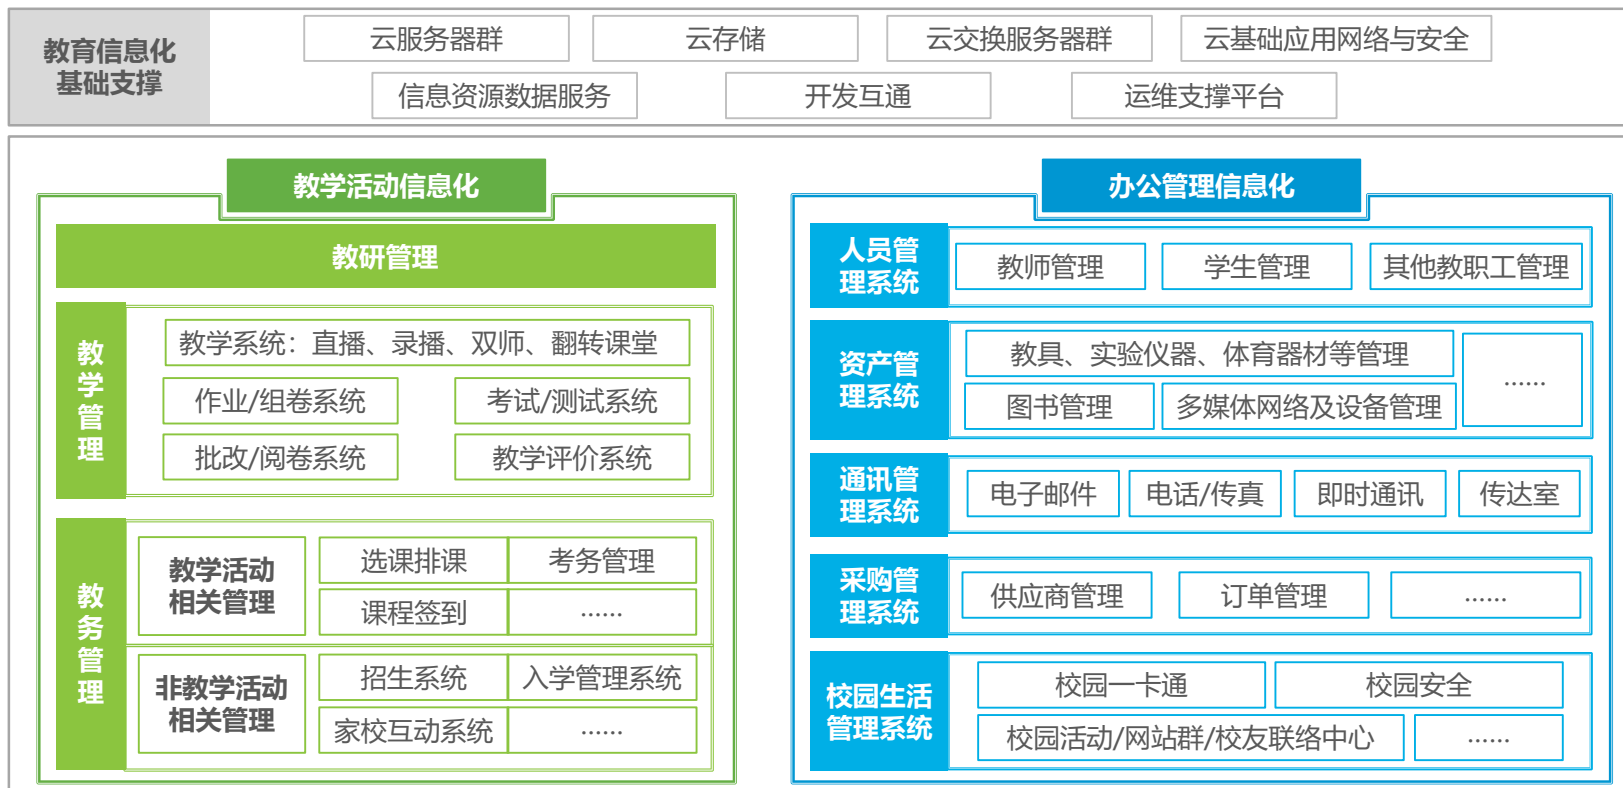 教育信息化
基础支撑
云服务器群
云存储
云交换服务器群
云基础应用网络与安全
信息资源数据服务
开发互通
运维支撑平台
教学活动信息化
教研管理
教学管理
教学系统：直播、录播、双师、翻转课堂
作业/组卷系统
考试/测试系统
批改/阅卷系统
教学评价系统
教务管理
教学活动
相关管理
选课排课
考务管理
课程签到
……
非教学活动
相关管理
招生系统
入学管理系统
家校互动系统
……
办公管理信息化
人员管
理系统
教师管理
学生管理
其他教职工管理
资产管
理系统
教具、实验仪器、体育器材等管理
图书管理
多媒体网络及设备管理
……
通讯管
理系统
电子邮件
电话/传真
即时通讯
传达室
采购管
理系统
供应商管理
订单管理
……
校园生活
管理系统
校园一卡通
校园安全
校园活动/网站群/校友联络中心
……